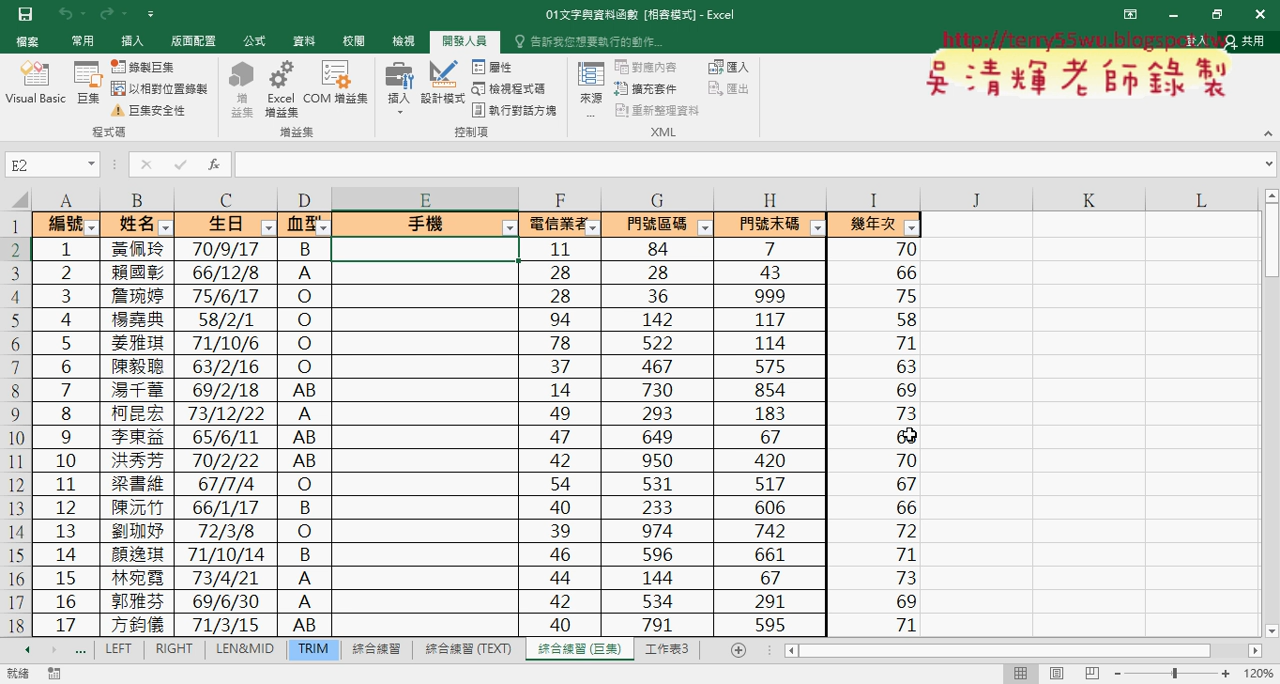 01文字與資料函數 [相容模式] - Excel
檔案 常用 插入 版面配置 公式 資料 校閱 檢視 開發人員 告訴我您想要執行的動作... 登入 共用
http://terry55wu.blogspot.tw
吳清輝老師錄製
Visual Basic 巨集 錄製巨集 以相對位置錄製 巨集安全性 程式碼
增益集 Excel 增益集 COM 增益集 增益集
插入 設計模式 屬性 檢視程式碼 執行對話方塊 控制項
來源... 對應內容 擴充套件 重新整理資料 匯入 匯出 XML
E2 fx
A B C D E F G H I J K L
1 編號 姓名 生日 血型 手機 電信業者 門號區碼 門號末碼 幾年次
2 1 黃佩玲 70/9/17 B 11 84 7 70
3 2 賴國彰 66/12/8 A 28 28 43 66
4 3 詹琬婷 75/6/17 O 28 36 999 75
5 4 楊堯典 58/2/1 O 94 142 117 58
6 5 姜雅琪 71/10/6 O 78 522 114 71
7 6 陳毅聰 63/2/16 O 37 467 575 63
8 7 湯千葦 69/2/18 AB 14 730 854 69
9 8 柯昆宏 73/12/22 A 49 293 183 73
10 9 李東益 65/6/11 AB 47 649 67
11 10 洪秀芳 70/2/22 AB 42 950 420 70
12 11 梁書維 67/7/4 O 54 531 517 67
13 12 陳沅竹 66/1/17 B 40 233 606 66
14 13 劉珈妤 72/3/8 O 39 974 742 72
15 14 顏逸琪 71/10/14 B 46 596 661 71
16 15 林宛霓 73/4/21 A 44 144 67 73
17 16 郭雅芬 69/6/30 A 42 534 291 69
18 17 方鈞儀 71/3/15 AB 40 791 595 71
... LEFT RIGHT LEN&MID TRIM 綜合練習 綜合練習 (TEXT) 綜合練習 (巨集) 工作表3
就緒 120%